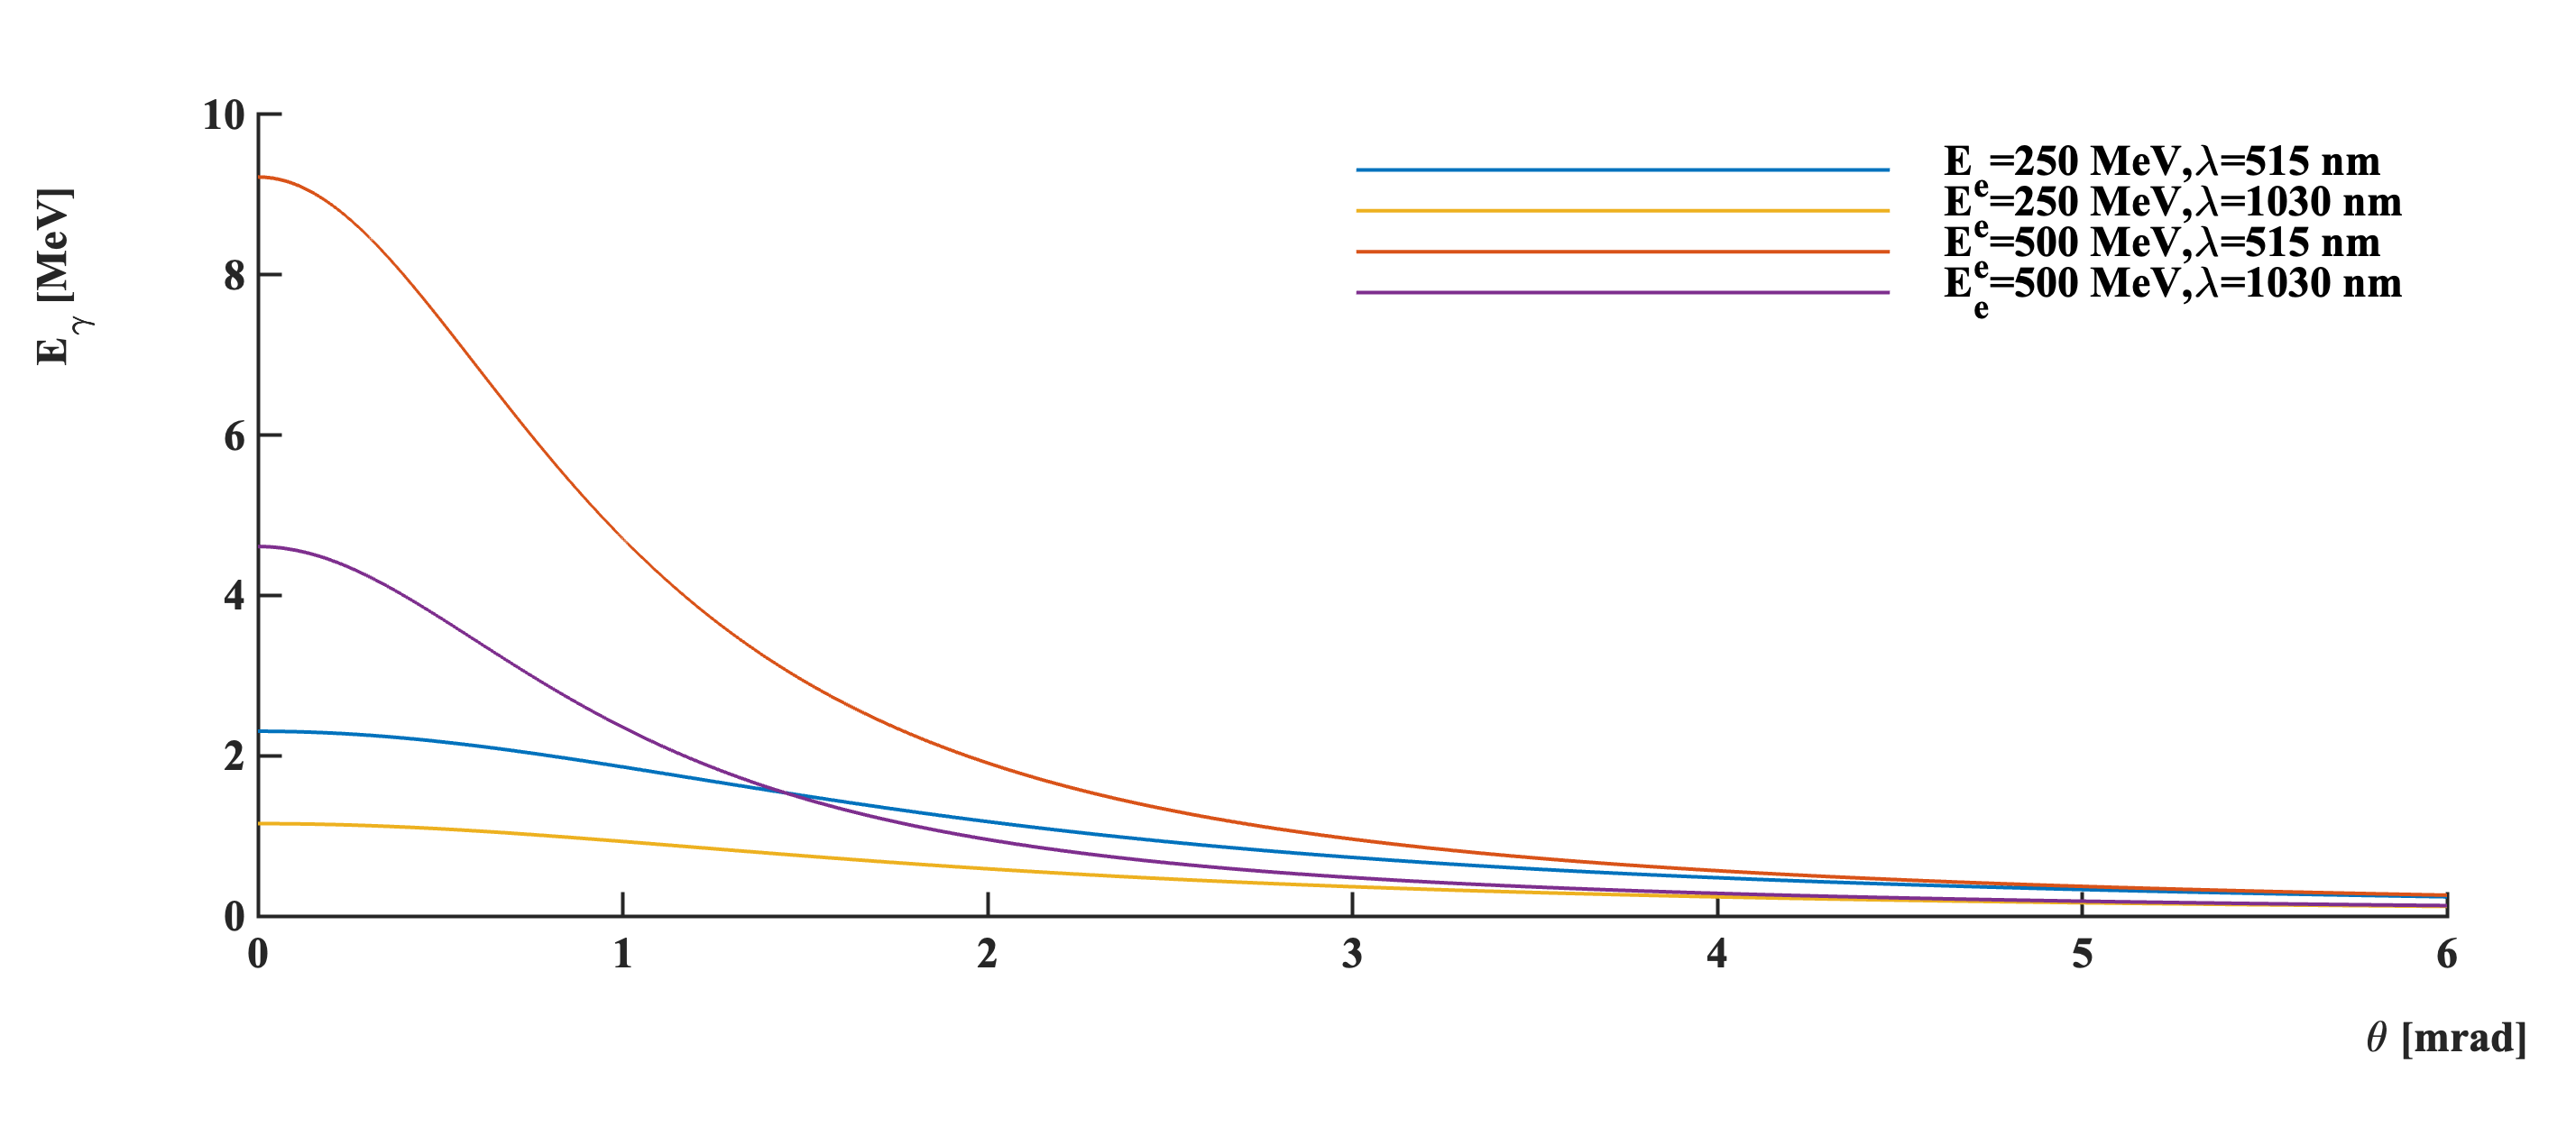 E_γ [MeV]
10
8
6
4
2
0
0 1 2 3 4 5 6
θ [mrad]
E_e=250 MeV,λ=515 nm
E_e=250 MeV,λ=1030 nm
E_e=500 MeV,λ=515 nm
E_e=500 MeV,λ=1030 nm